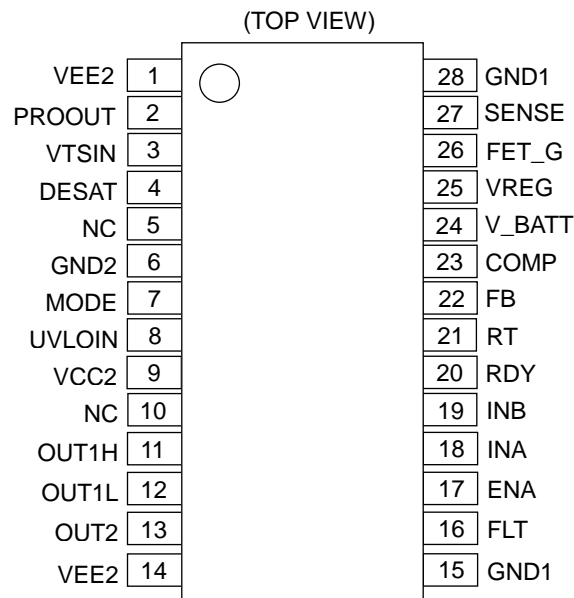 (TOP VIEW)
VEE2 1 28 GND1
PROOUT 2 27 SENSE
VTSIN 3 26 FET_G
DESAT 4 25 VREG
NC 5 24 V_BATT
GND2 6 23 COMP
MODE 7 22 FB
UVLOIN 8 21 RT
VCC2 9 20 RDY
NC 10 19 INB
OUT1H 11 18 INA
OUT1L 12 17 ENA
OUT2 13 16 FLT
VEE2 14 15 GND1